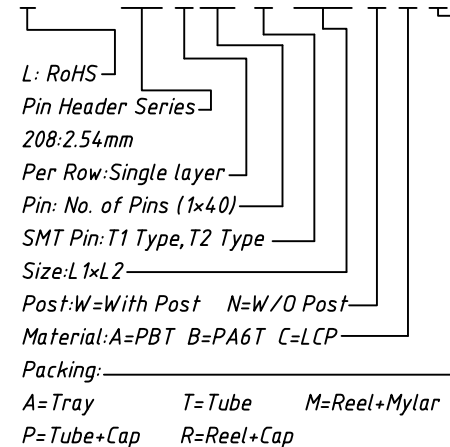 L: RoHS
Pin Header Series
208:2.54mm
Per Row:Single layer
Pin: No. of Pins (1×40)
SMT Pin:T1 Type,T2 Type
Size:L1×L2
Post:W=With Post N=W/O Post
Material:A=PBT B=PA6T C=LCP
Packing:
A=Tray T=Tube M=Reel+Mylar
P=Tube+Cap R=Reel+Cap